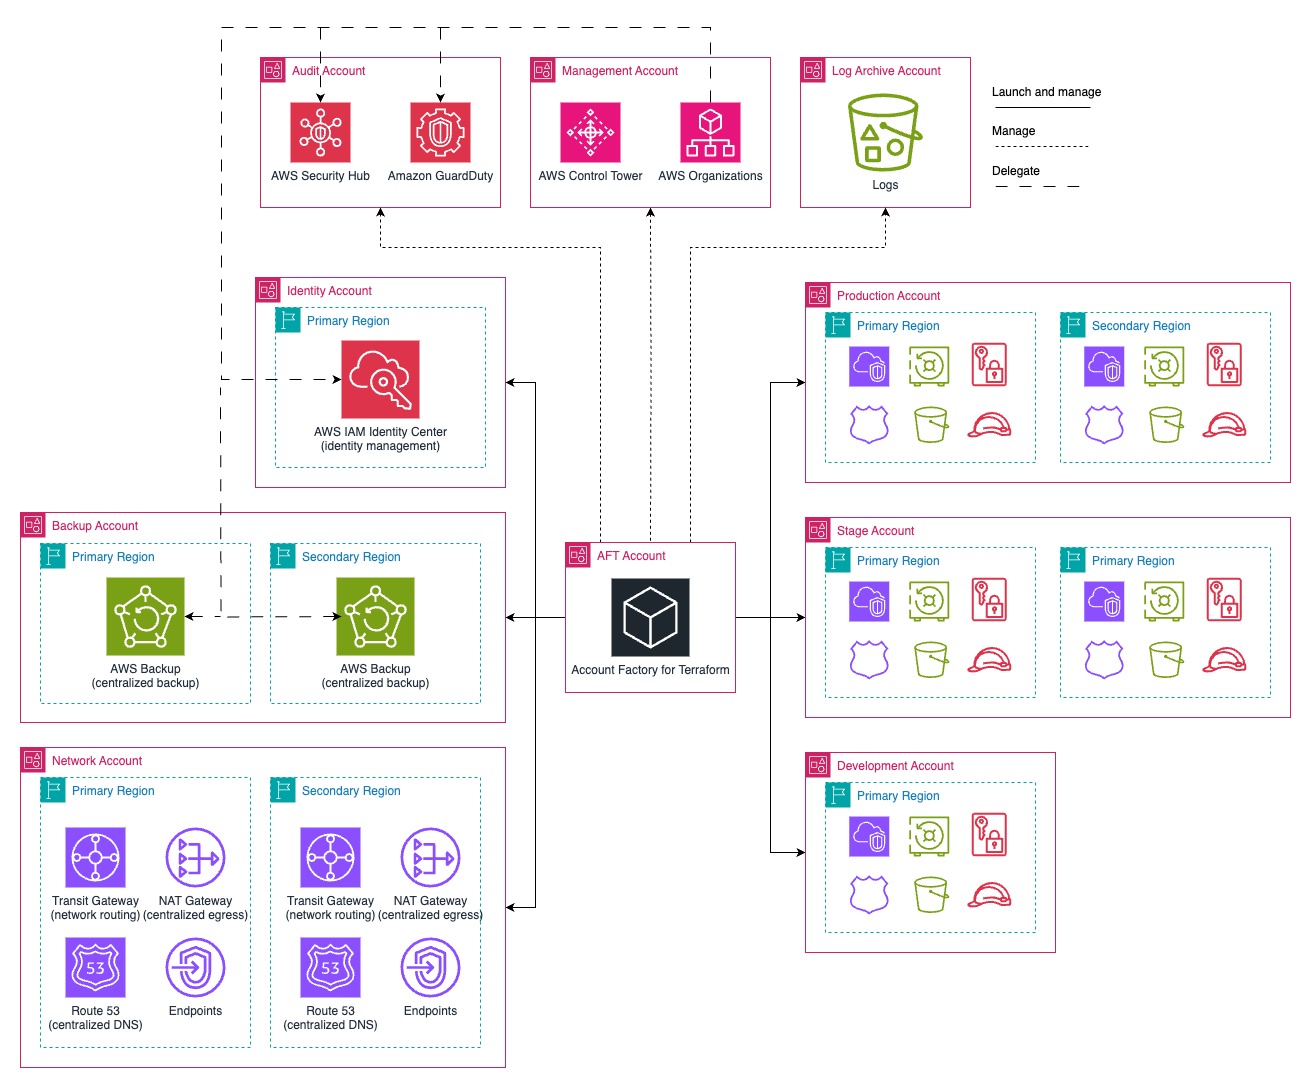 Audit Account
AWS Security Hub
Amazon GuardDuty
Management Account
AWS Control Tower
AWS Organizations
Log Archive Account
Logs
Launch and manage
Manage
Delegate
Identity Account
Primary Region
AWS IAM Identity Center
(identity management)
Backup Account
Primary Region
AWS Backup
(centralized backup)
Secondary Region
AWS Backup
(centralized backup)
Network Account
Primary Region
Transit Gateway
(network routing)
NAT Gateway
(centralized egress)
53
Route 53
(centralized DNS)
Endpoints
Secondary Region
Transit Gateway
(network routing)
NAT Gateway
(centralized egress)
53
Route 53
(centralized DNS)
Endpoints
AFT Account
Account Factory for Terraform
Production Account
Primary Region
Secondary Region
Stage Account
Primary Region
Primary Region
Development Account
Primary Region